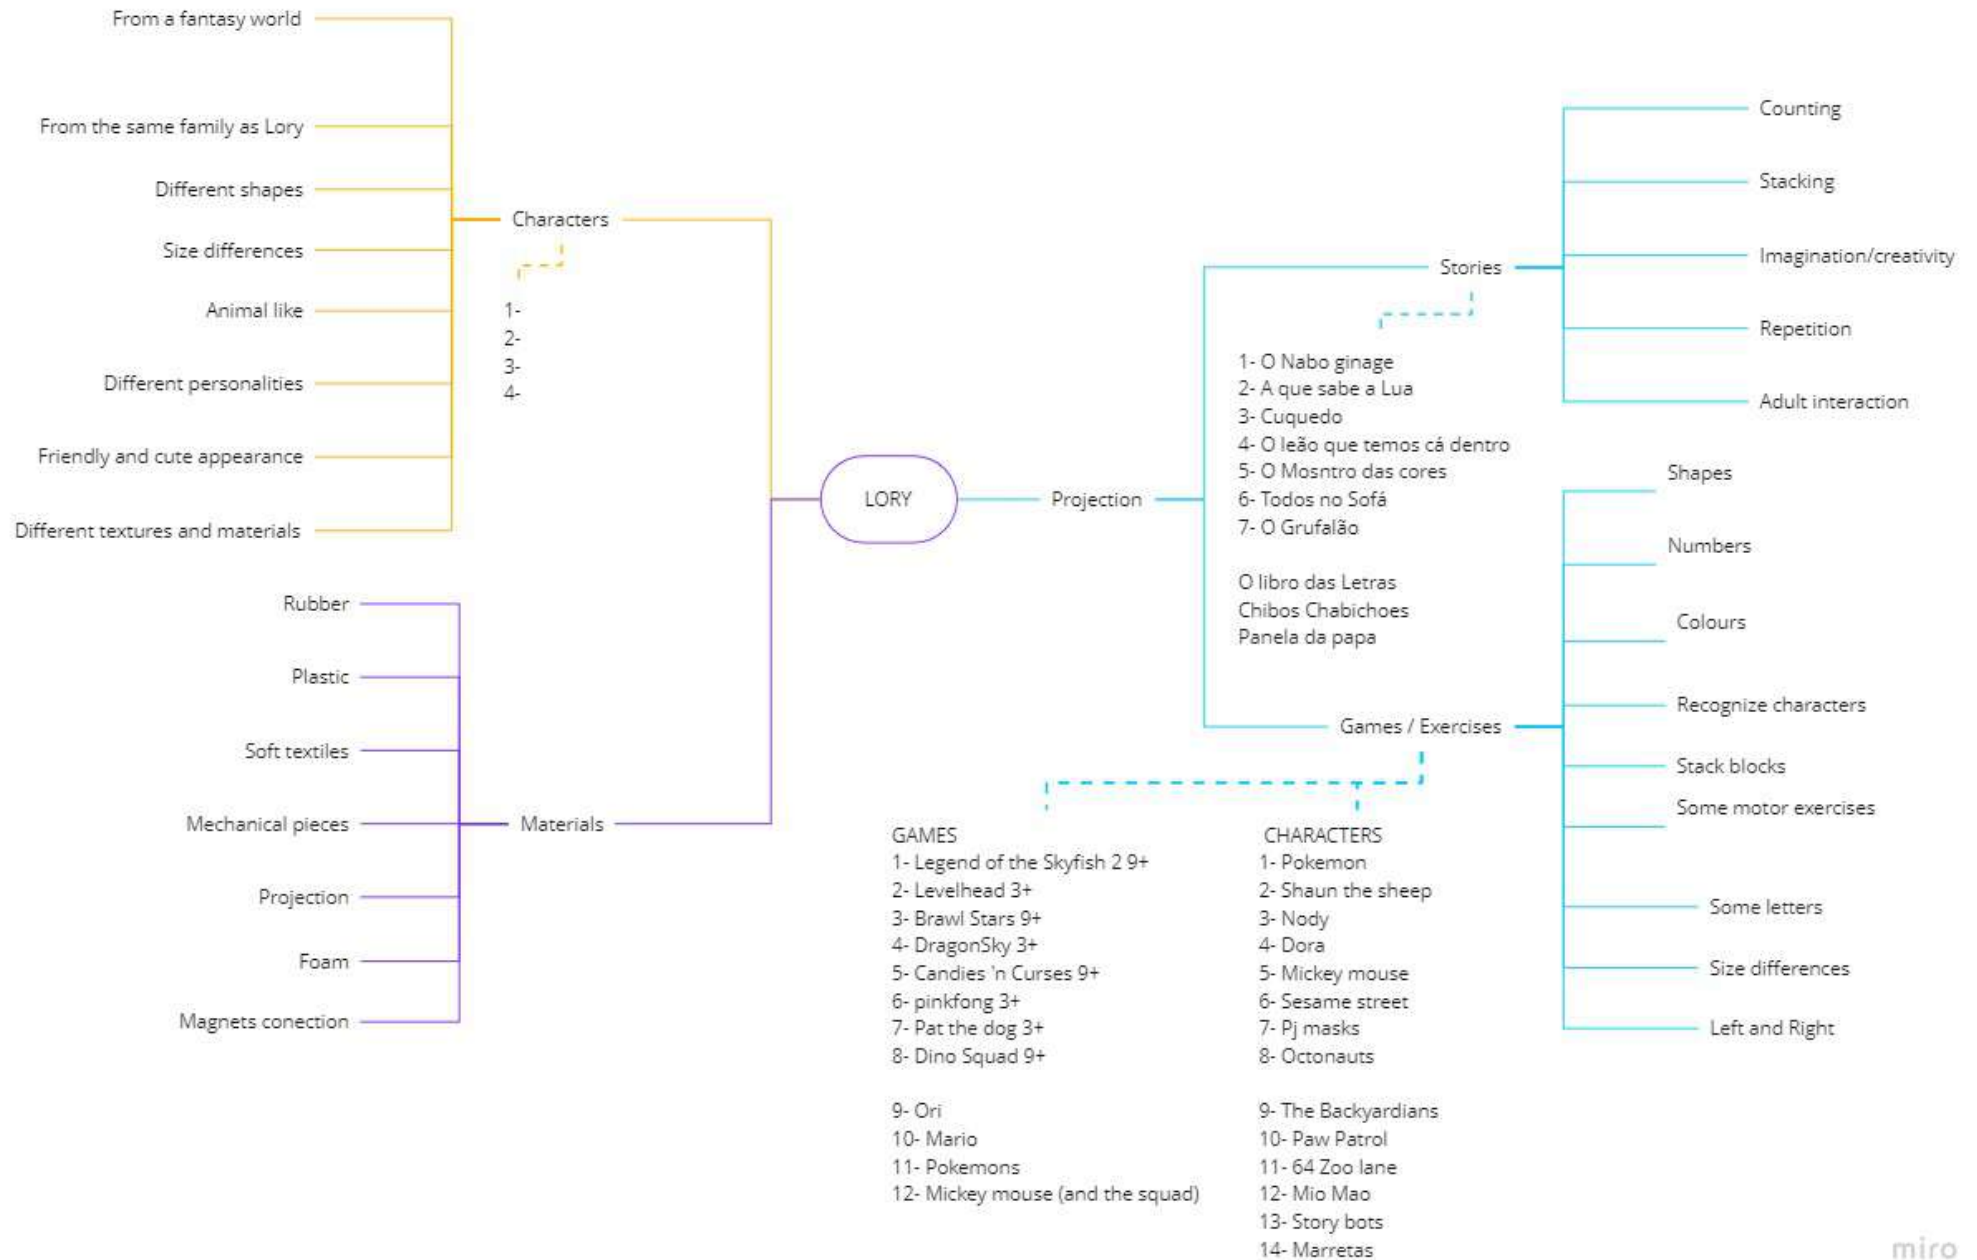 From a fantasy world
From the same family as Lory
Different shapes
Size differences
Animal like
Different personalities
Friendly and cute appearance
Different textures and materials
Characters
1-
2-
3-
4-
Rubber
Plastic
Soft textiles
Mechanical pieces
Projection
Foam
Magnets conection
Materials
LORY
Projection
Stories
1- O Nabo ginage
2- A que sabe a Lua
3- Cuquedo
4- O leão que temos cá dentro
5- O Mosntro das cores
6- Todos no Sofá
7- O Grufalão
O libro das Letras
Chibos Chabichoes
Panela da papa
Counting
Stacking
Imagination/creativity
Repetition
Adult interaction
Games / Exercises
Shapes
Numbers
Colours
Recognize characters
Stack blocks
Some motor exercises
Some letters
Size differences
Left and Right
GAMES
1- Legend of the Skyfish 2 9+
2- Levelhead 3+
3- Brawl Stars 9+
4- DragonSky 3+
5- Candies 'n Curses 9+
6- pinkfong 3+
7- Pat the dog 3+
8- Dino Squad 9+
9- Ori
10- Mario
11- Pokemons
12- Mickey mouse (and the squad)
CHARACTERS
1- Pokemon
2- Shaun the sheep
3- Nody
4- Dora
5- Mickey mouse
6- Sesame street
7- Pj masks
8- Octonauts
9- The Backyardians
10- Paw Patrol
11- 64 Zoo lane
12- Mio Mao
13- Story bots
14- Marretas
miro